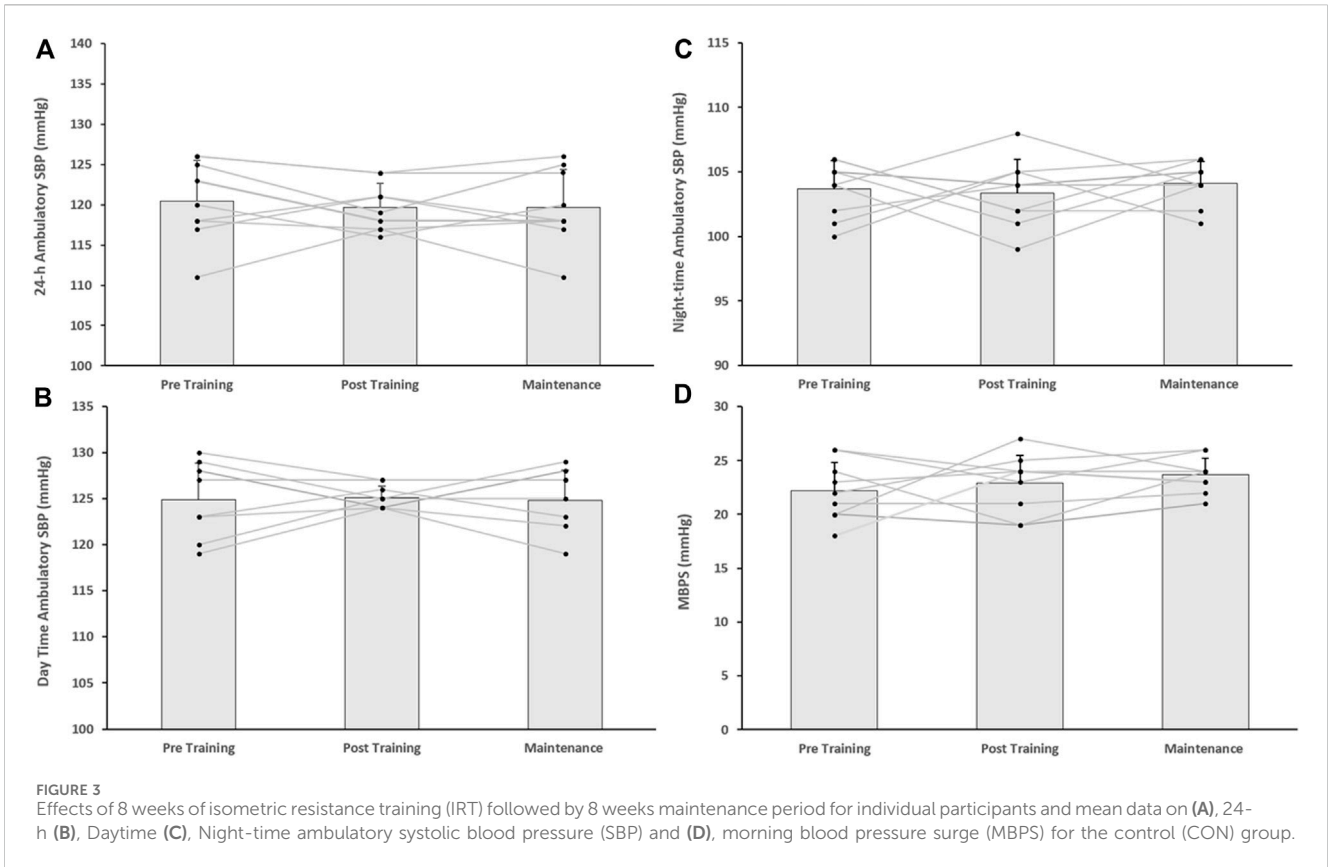 A
24-h Ambulatory SBP (mmHg)
140
135
130
125
120
115
110
105
100
Pre Training
Post Training
Maintenance
B
Day Time Ambulatory SBP (mmHg)
135
130
125
120
115
110
105
100
Pre Training
Post Training
Maintenance
C
Night-time Ambulatory SBP (mmHg)
115
110
105
100
95
90
Pre Training
Post Training
Maintenance
D
MBPS (mmHg)
30
25
20
15
10
5
0
Pre Training
Post Training
Maintenance
FIGURE 3
Effects of 8 weeks of isometric resistance training (IRT) followed by 8 weeks maintenance period for individual participants and mean data on (A), 24-
h (B), Daytime (C), Night-time ambulatory systolic blood pressure (SBP) and (D), morning blood pressure surge (MBPS) for the control (CON) group.